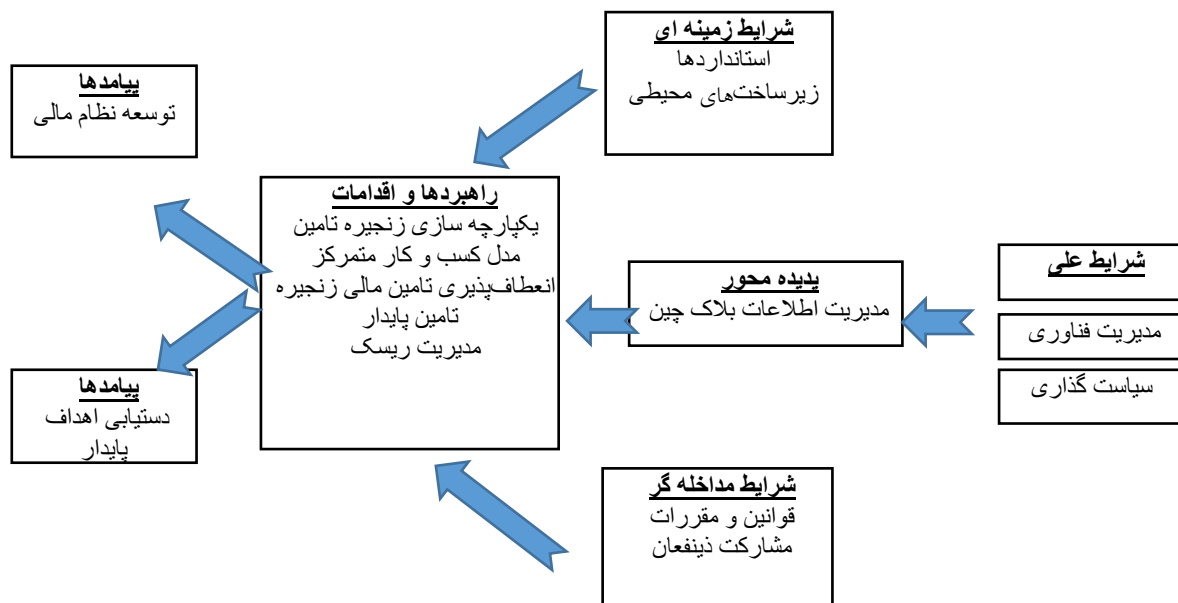 شرایط زمینه ای
استانداردها
زیرساخت‌های محیطی
پیامدها
توسعه نظام مالی
راهبردها و اقدامات
یکپارچه سازی زنجیره تامین
مدل کسب و کار متمرکز
انعطاف‌پذیری تامین مالی زنجیره
تامین پایدار
مدیریت ریسک
شرایط علی
مدیریت فناوری
سیاست گذاری
پدیده محور
مدیریت اطلاعات بلاک چین
پیامدها
دستیابی اهداف
پایدار
شرایط مداخله گر
قوانین و مقررات
مشارکت ذینفعان